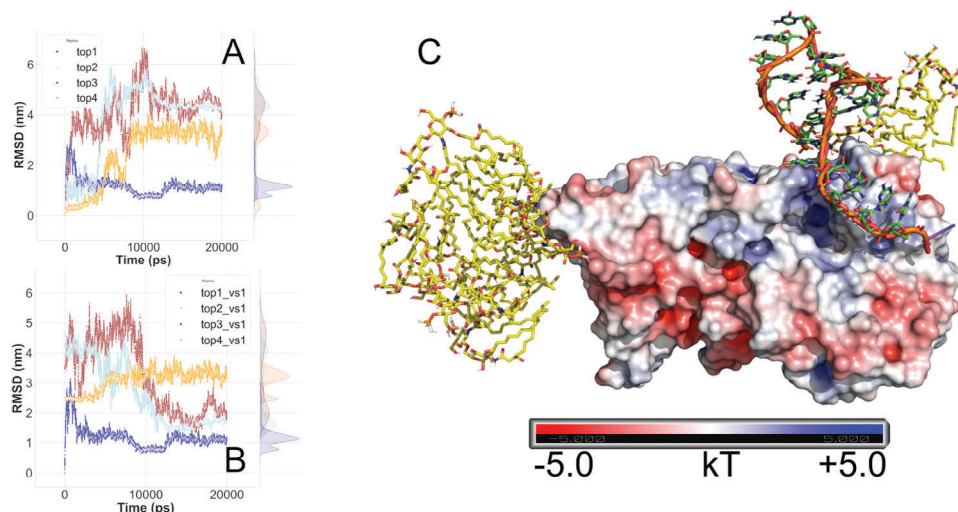 A
top1
top2
top3
top4
RMSD (nm)
6
4
2
0
0
10000
20000
Time (ps)
B
top1_vs1
top2_vs1
top3_vs1
top4_vs1
RMSD (nm)
6
5
4
3
2
1
0
0
10000
20000
Time (ps)
C
-5.000
5.000
-5.0
kT
+5.0